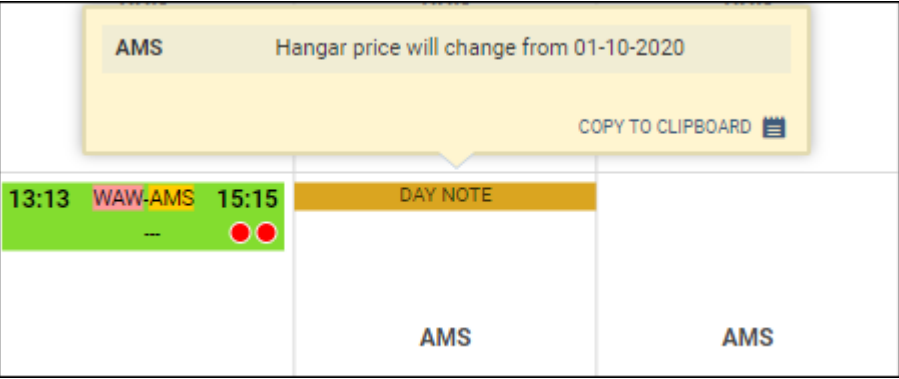 AMS Hangar price will change from 01-10-2020
COPY TO CLIPBOARD
13:13 WAW-AMS 15:15 DAY NOTE
---
AMS AMS